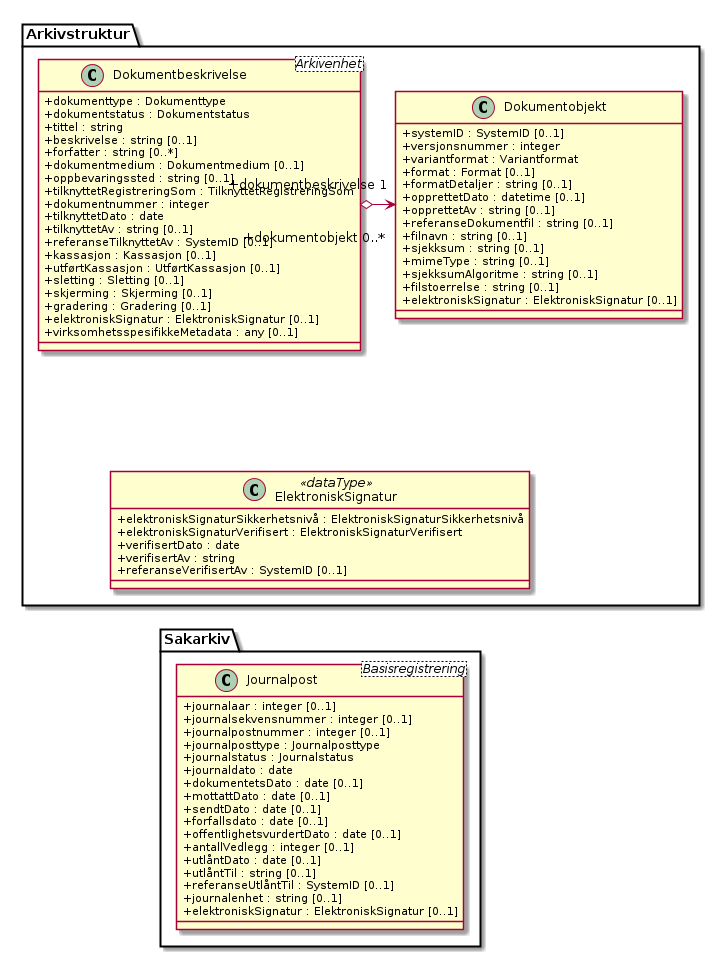 Arkivstruktur
Arkivenhet
C Dokumentbeskrivelse
+dokumenttype : Dokumenttype
+dokumentstatus : Dokumentstatus
+tittel : string
+beskrivelse : string [0..1]
+forfatter : string [0..*]
+dokumentmedium : Dokumentmedium [0..1]
+oppbevaringssted : string [0..1]
+tilknyttetRegistreringSom : TilknyttetRegistreringSom
+dokumentnummer : integer
+tilknyttetDato : date
+tilknyttetAv : string [0..1]
+referanseTilknyttetAv : SystemID [0..1]
+kassasjon : Kassasjon [0..1]
+utførtKassasjon : UtførtKassasjon [0..1]
+sletting : Sletting [0..1]
+skjerming : Skjerming [0..1]
+gradering : Gradering [0..1]
+elektroniskSignatur : ElektroniskSignatur [0..1]
+virksomhetsspesifikkeMetadata : any [0..1]
+dokumentbeskrivelse 1
+dokumentobjekt 0..*
C Dokumentobjekt
+systemID : SystemID [0..1]
+versjonsnummer : integer
+variantformat : Variantformat
+format : Format [0..1]
+formatDetaljer : string [0..1]
+opprettetDato : datetime [0..1]
+opprettetAv : string [0..1]
+referanseDokumentfil : string [0..1]
+filnavn : string [0..1]
+sjekksum : string [0..1]
+mimeType : string [0..1]
+sjekksumAlgoritme : string [0..1]
+filstoerrelse : string [0..1]
+elektroniskSignatur : ElektroniskSignatur [0..1]
«dataType»
C ElektroniskSignatur
+elektroniskSignaturSikkerhetsnivå : ElektroniskSignaturSikkerhetsnivå
+elektroniskSignaturVerifisert : ElektroniskSignaturVerifisert
+verifisertDato : date
+verifisertAv : string
+referanseVerifisertAv : SystemID [0..1]
Sakarkiv
Basisregistrering
C Journalpost
+journalaar : integer [0..1]
+journalsekvensnummer : integer [0..1]
+journalpostnummer : integer [0..1]
+journalposttype : Journalposttype
+journalstatus : Journalstatus
+journaldato : date
+dokumentetsDato : date [0..1]
+mottattDato : date [0..1]
+sendtDato : date [0..1]
+forfallsdato : date [0..1]
+offentlighetsvurdertDato : date [0..1]
+antallVedlegg : integer [0..1]
+utlåntDato : date [0..1]
+utlåntTil : string [0..1]
+referanseUtlåntTil : SystemID [0..1]
+journalenhet : string [0..1]
+elektroniskSignatur : ElektroniskSignatur [0..1]